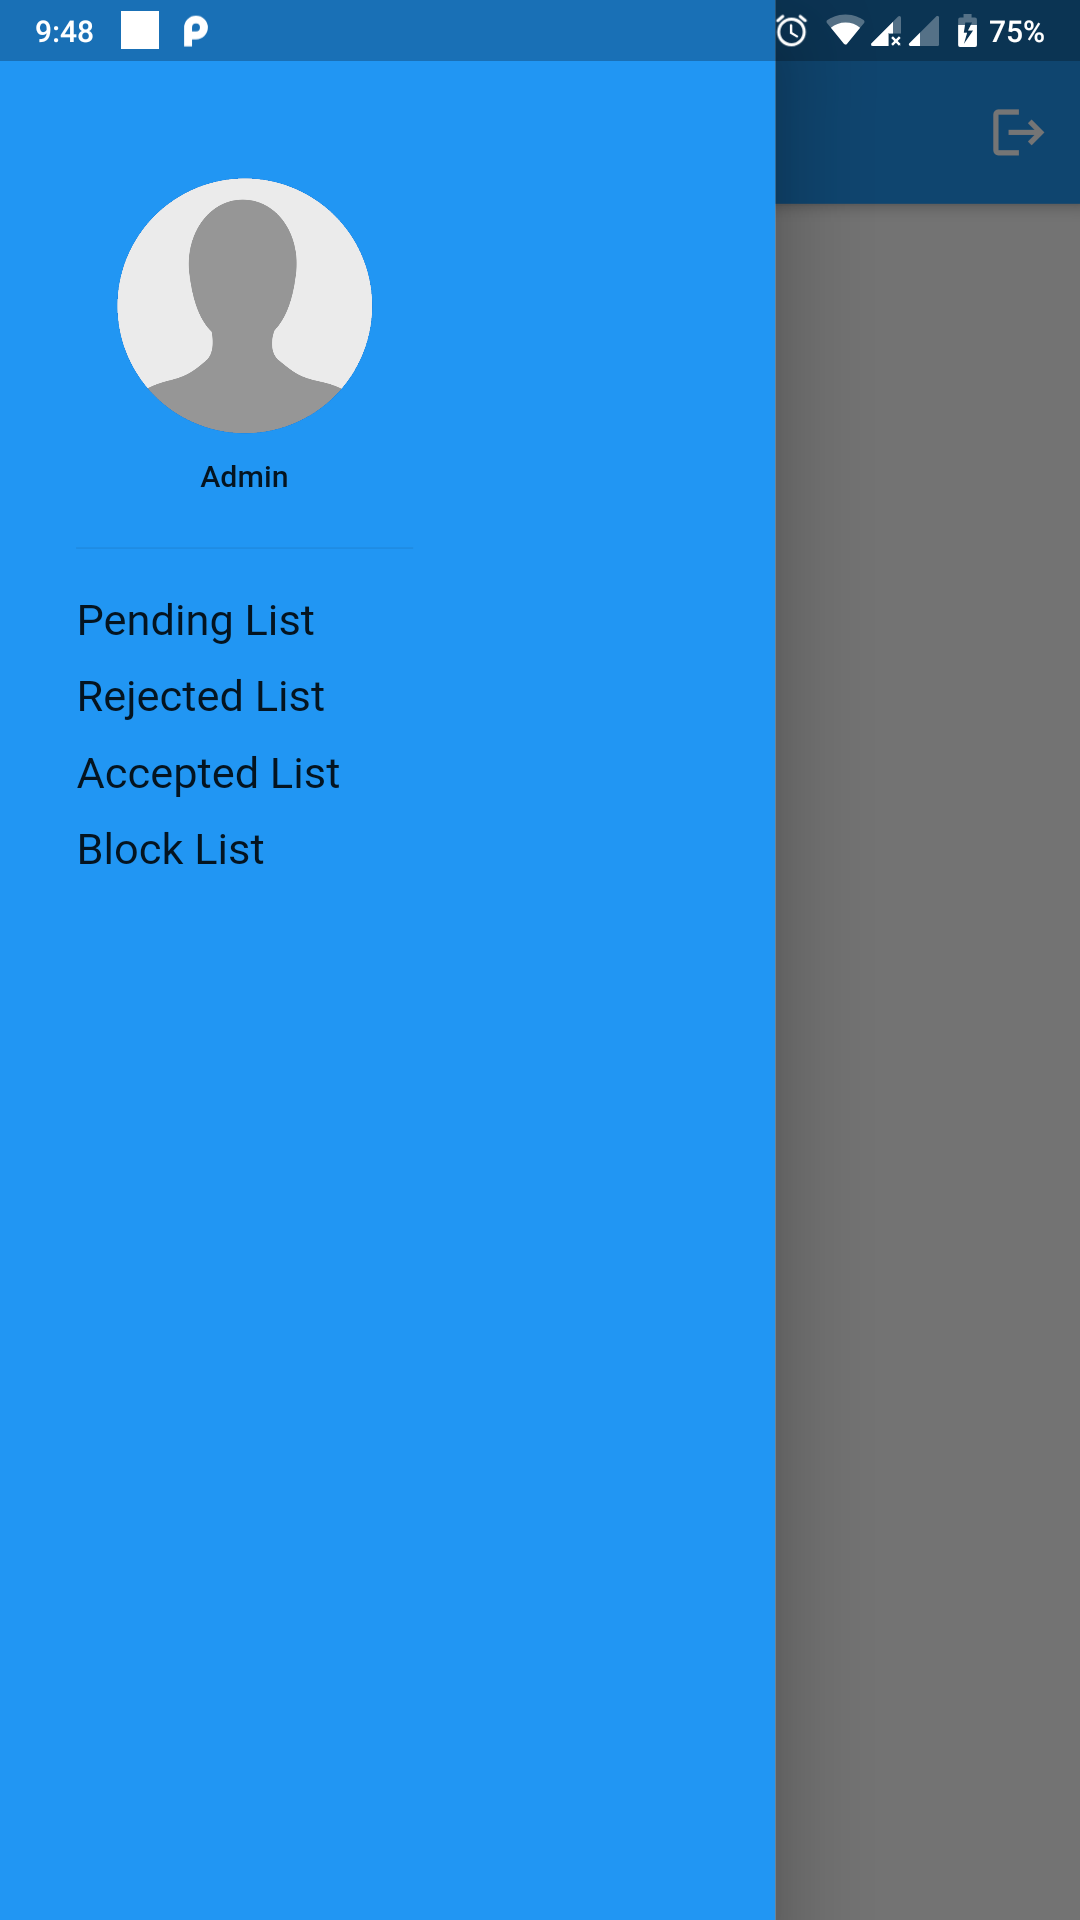 9:48
75%
Admin
Pending List
Rejected List
Accepted List
Block List